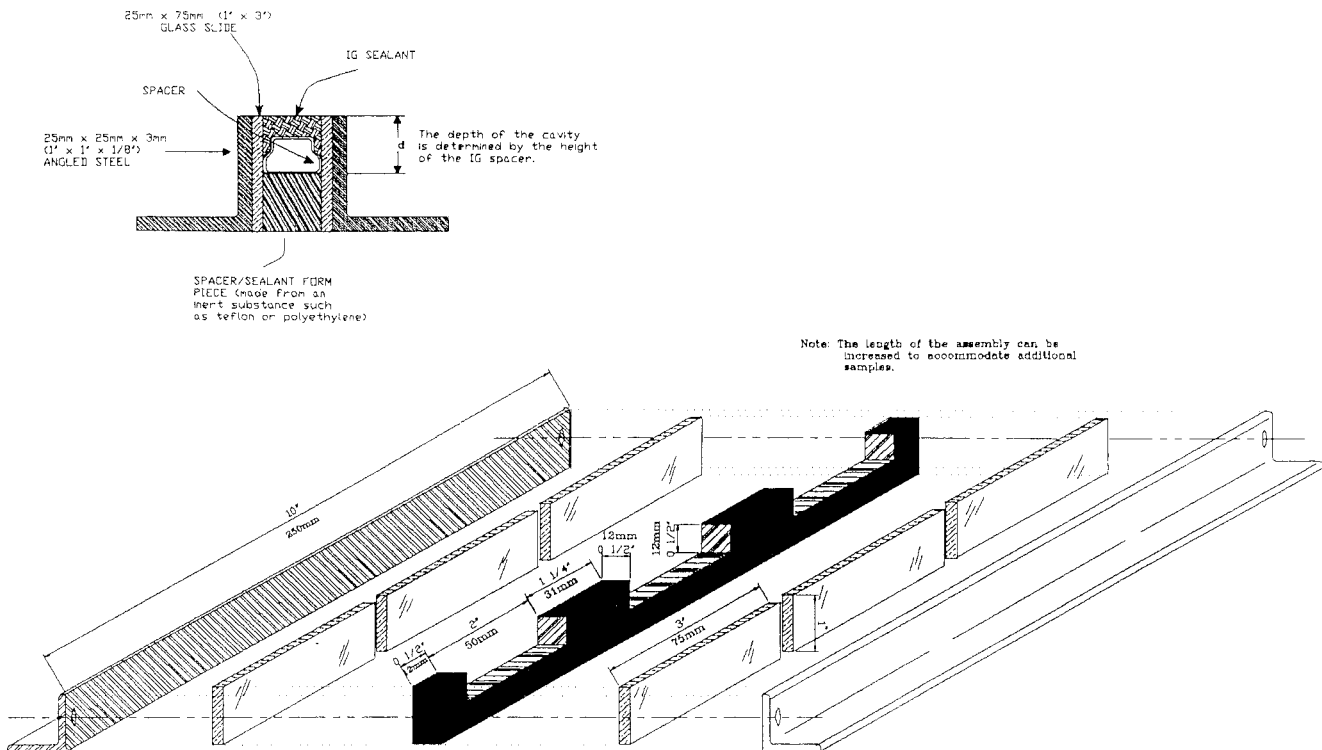 25mm x 75mm (1" x 3")
GLASS SLIDE
IG SEALANT
SPACER
25mm x 25mm x 3mm
(1" x 1" x 1/8")
ANGLED STEEL
d
The depth of the cavity
is determined by the height
of the IG spacer.
SPACER/SEALANT FORM
PIECE (made from an
inert substance such
as teflon or polyethylene)
Note: The length of the assembly can be
increased to accommodate additional
samples.
10"
250mm
12mm
0 1/2"
12mm
0 1/2"
1 1/4"
31mm
2"
50mm
0 1/2"
12mm
3"
75mm
1"